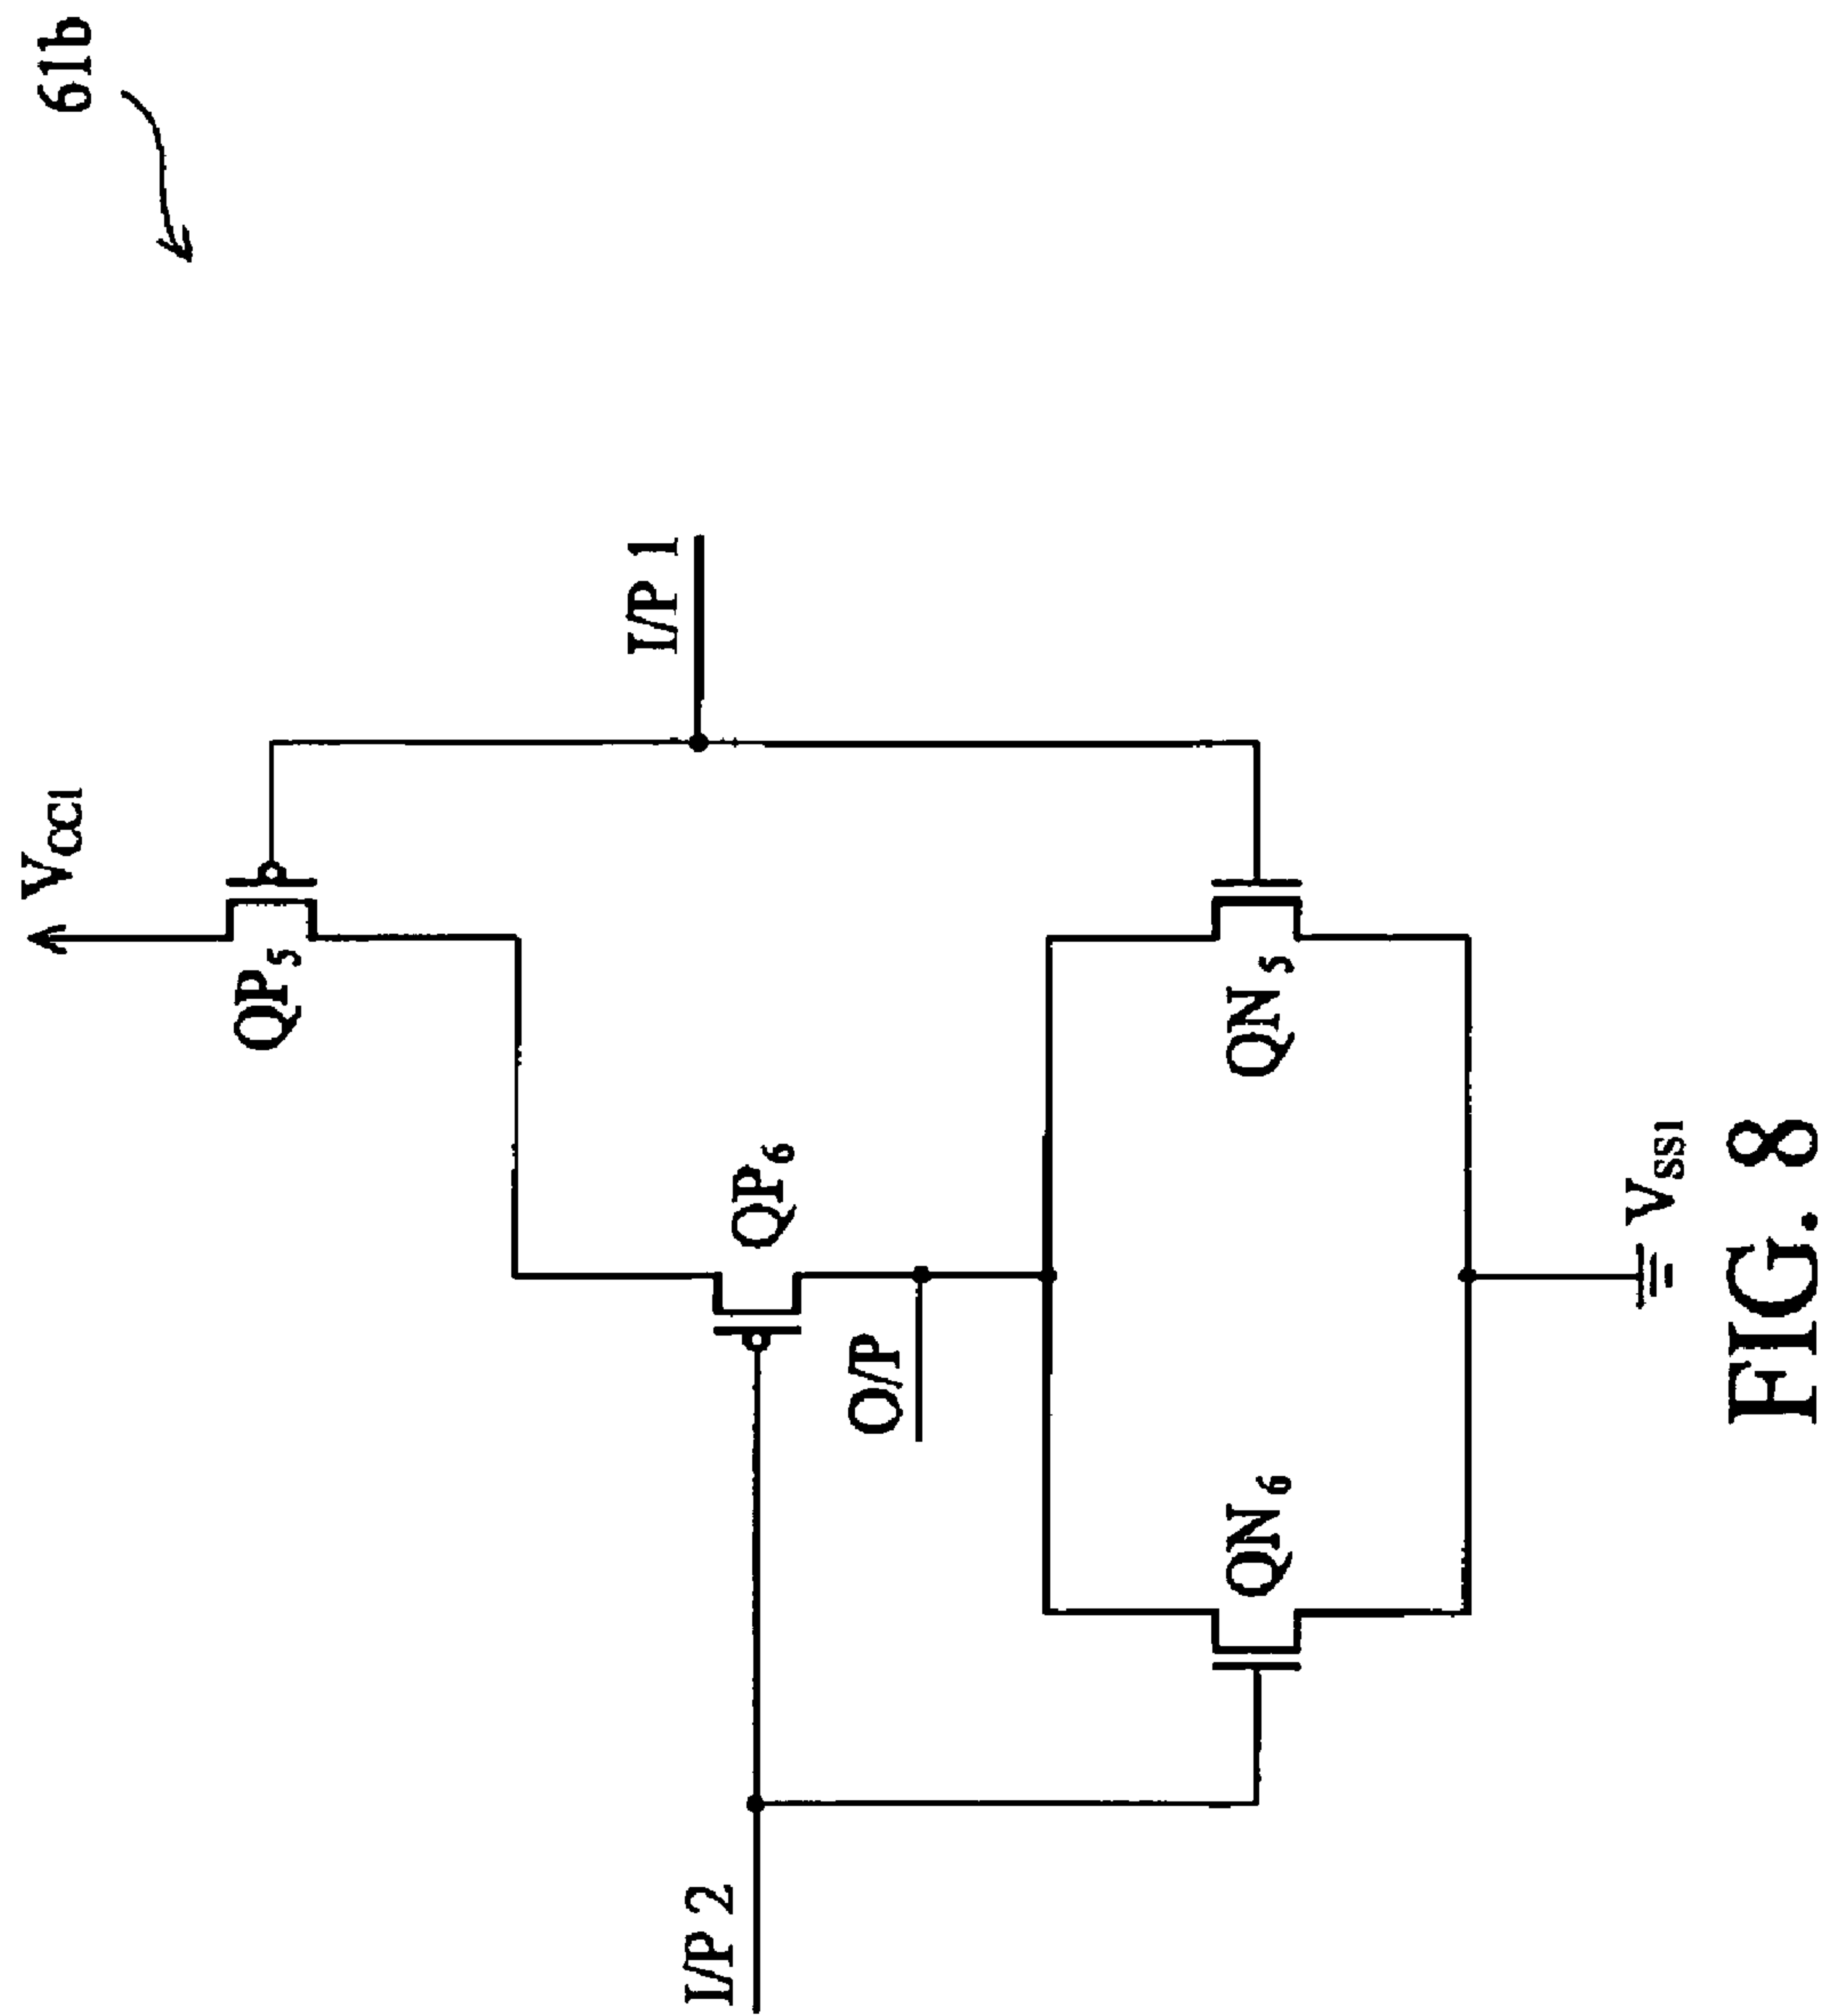 61b
V_CC1
QP_5
I/P 1
QP_6
O/P
I/P 2
QN_6
QN_5
V_SS1
FIG. 8